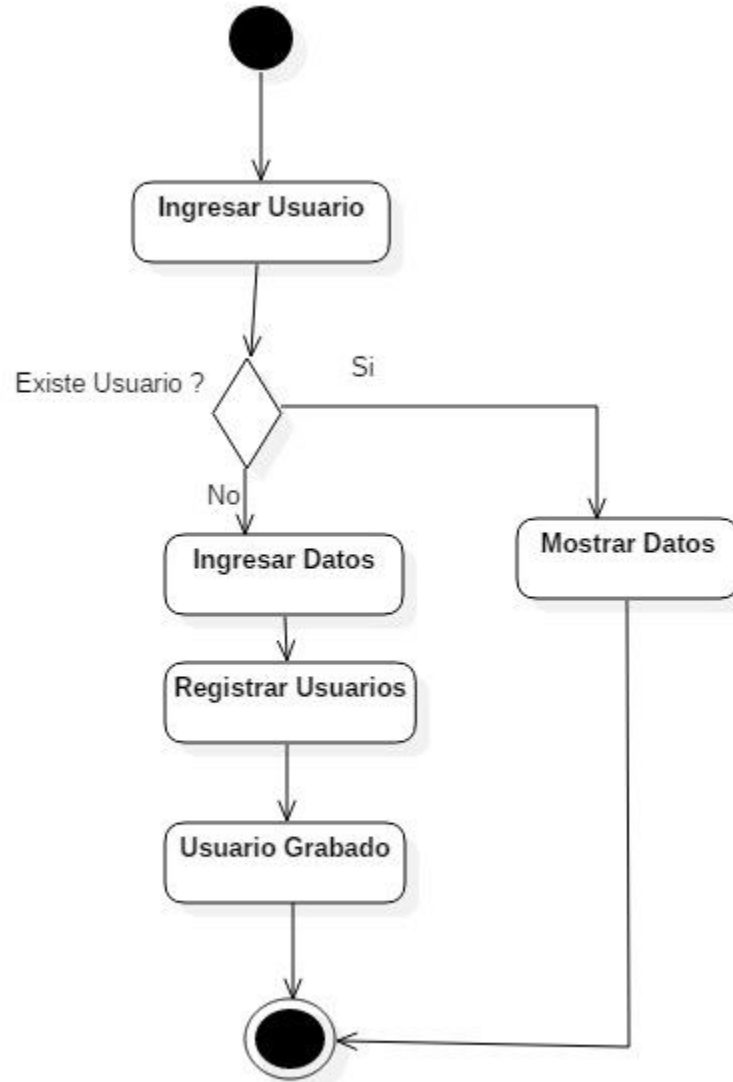 Ingresar Usuario
Existe Usuario ?
Si
No
Ingresar Datos
Mostrar Datos
Registrar Usuarios
Usuario Grabado